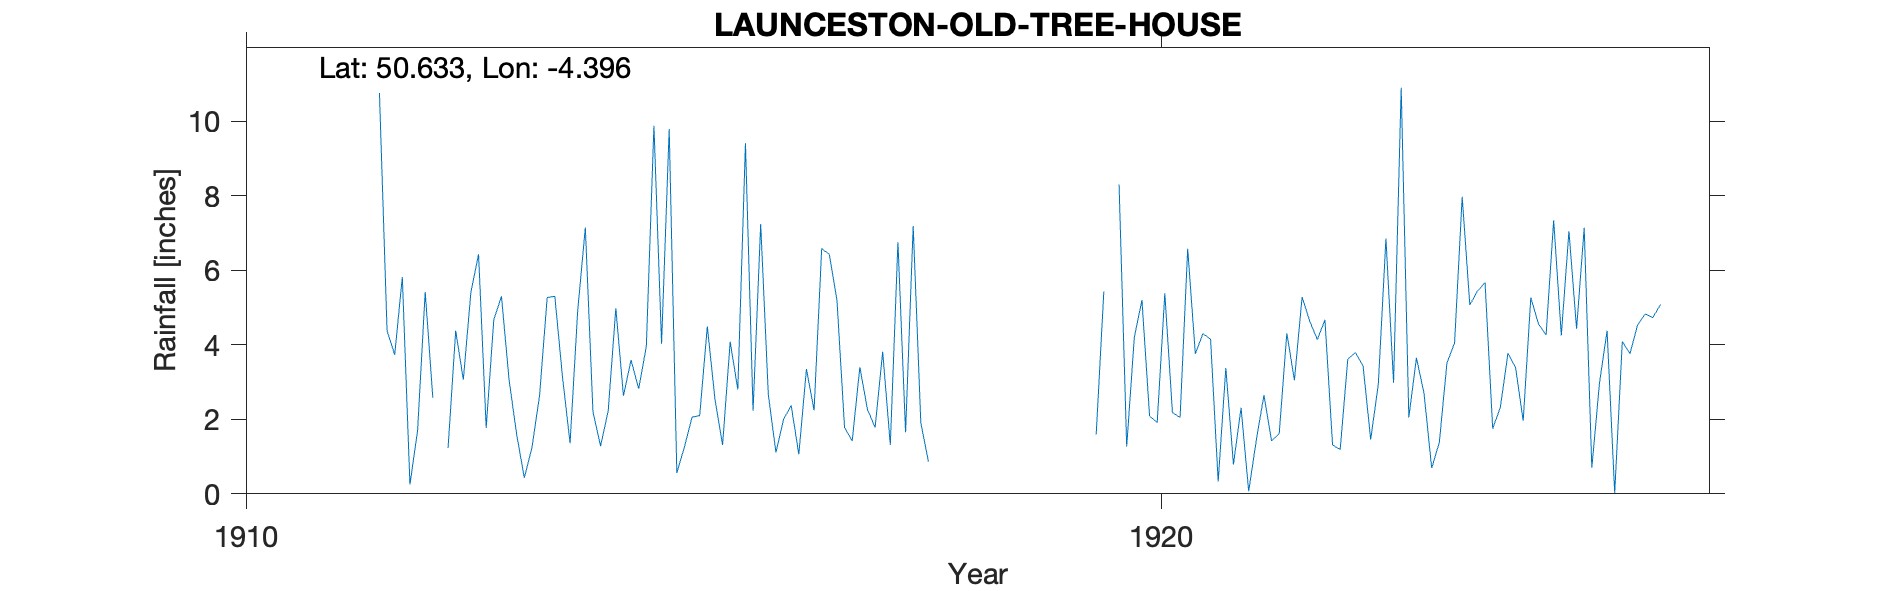 LAUNCESTON-OLD-TREE-HOUSE
Lat: 50.633, Lon: -4.396
10
8
6
4
2
0
Rainfall [inches]
1910
1920
Year